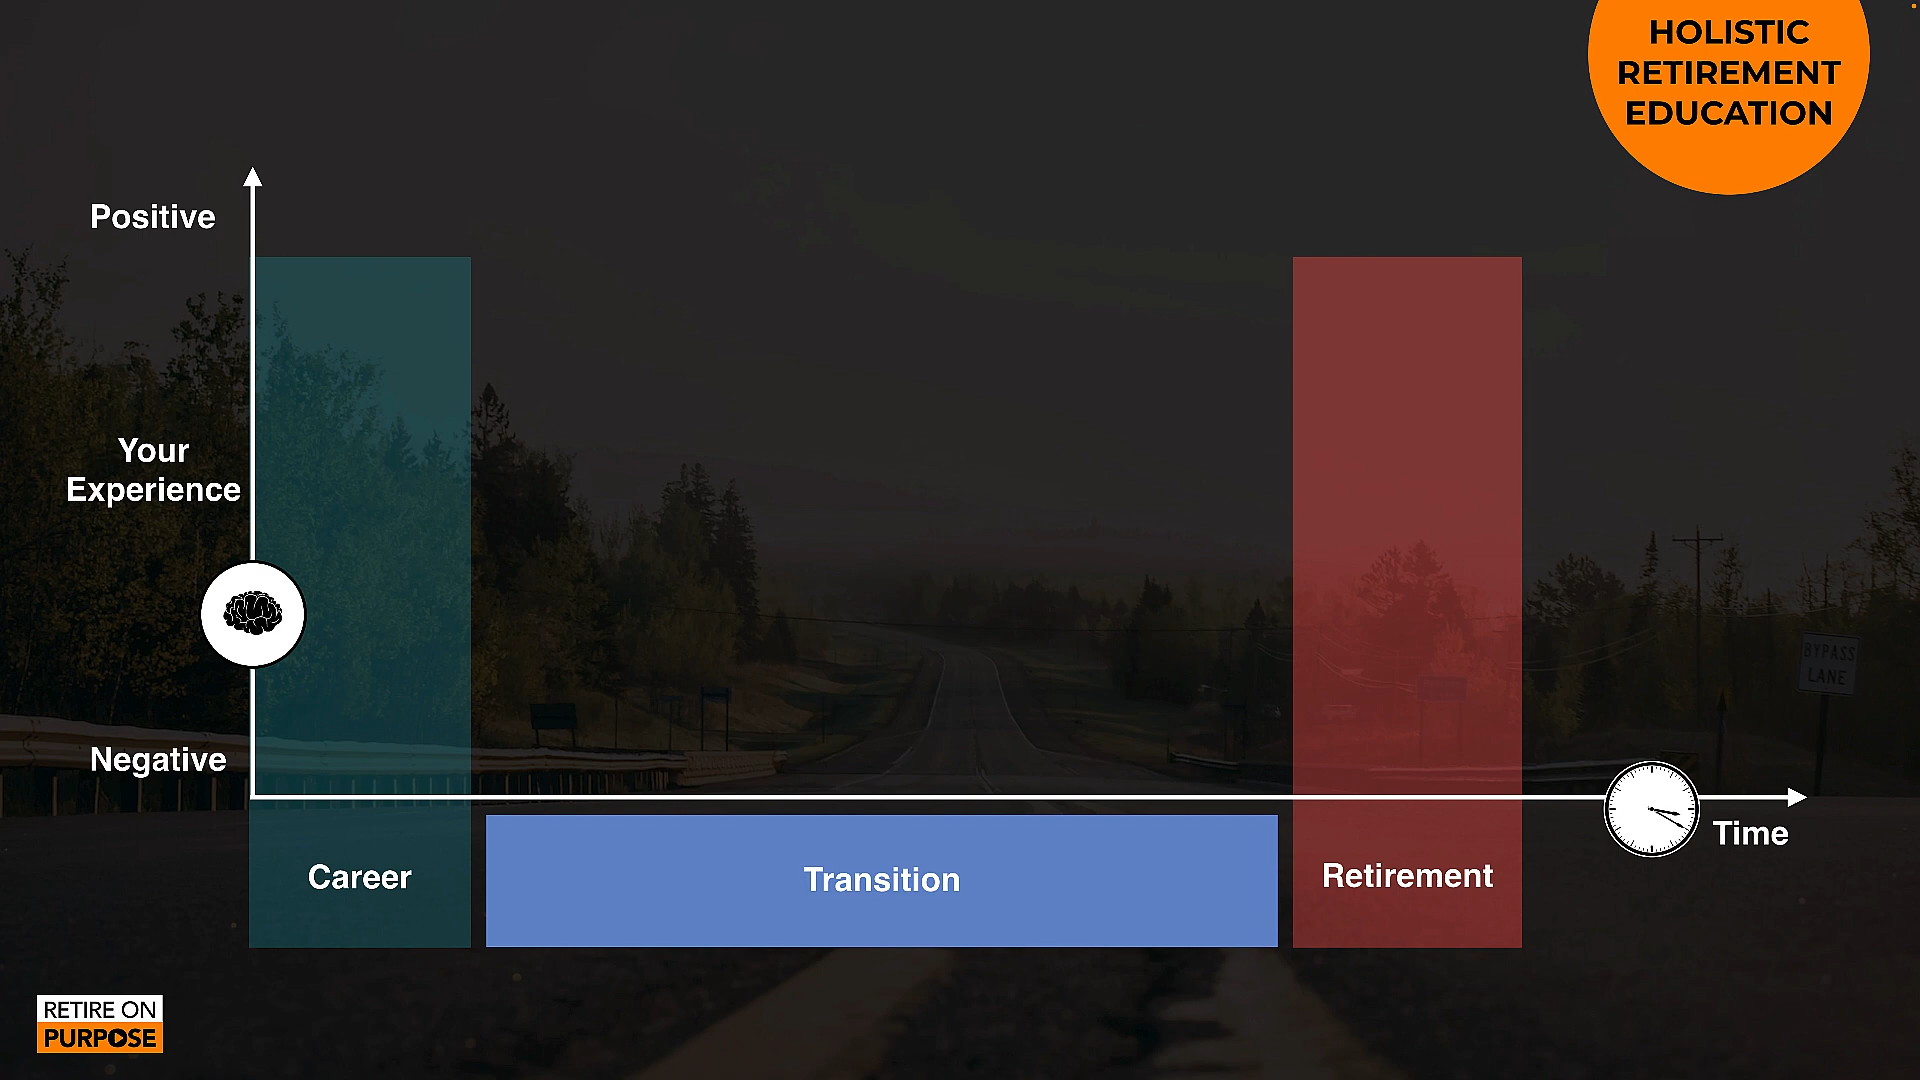 HOLISTIC
RETIREMENT
EDUCATION
Positive
Your
Experience
Negative
BYPASS
LANE
Time
Career
Transition
Retirement
RETIRE ON
PURPOSE